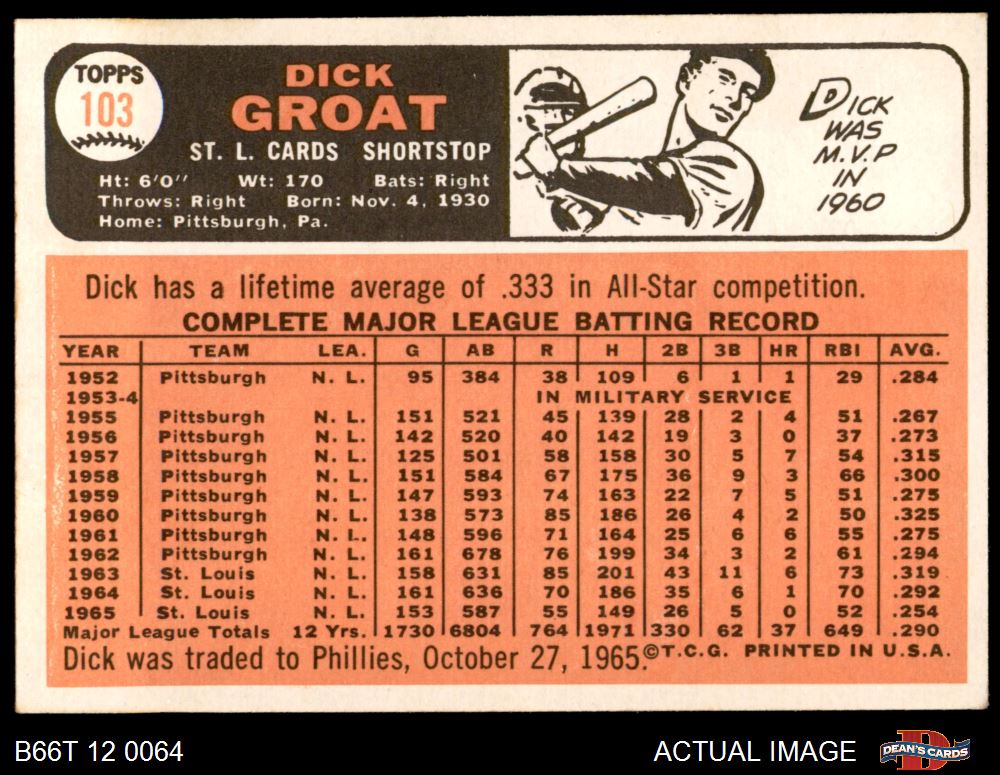 TOPPS
103
DICK
GROAT
ST. L. CARDS SHORTSTOP
Ht: 6'0" Wt: 170 Bats: Right
Throws: Right Born: Nov. 4, 1930
Home: Pittsburgh, Pa.
DICK
WAS
M.V.P
IN
1960
Dick has a lifetime average of .333 in All-Star competition.
COMPLETE MAJOR LEAGUE BATTING RECORD
YEAR TEAM LEA. G AB R H 2B 3B HR RBI AVG.
1952 Pittsburgh N. L. 95 384 38 109 6 1 1 29 .284
1953-4 IN MILITARY SERVICE
1955 Pittsburgh N. L. 151 521 45 139 28 2 4 51 .267
1956 Pittsburgh N. L. 142 520 40 142 19 3 0 37 .273
1957 Pittsburgh N. L. 125 501 58 158 30 5 7 54 .315
1958 Pittsburgh N. L. 151 584 67 175 36 9 3 66 .300
1959 Pittsburgh N. L. 147 593 74 163 22 7 5 51 .275
1960 Pittsburgh N. L. 138 573 85 186 26 4 2 50 .325
1961 Pittsburgh N. L. 148 596 71 164 25 6 6 55 .275
1962 Pittsburgh N. L. 161 678 76 199 34 3 2 61 .294
1963 St. Louis N. L. 158 631 85 201 43 11 6 73 .319
1964 St. Louis N. L. 161 636 70 186 35 6 1 70 .292
1965 St. Louis N. L. 153 587 55 149 26 5 0 52 .254
Major League Totals 12 Yrs. 1730 6804 764 1971 330 62 37 649 .290
Dick was traded to Phillies, October 27, 1965. ©T.C.G. PRINTED IN U.S.A.
B66T 12 0064 ACTUAL IMAGE DEAN'S CARDS